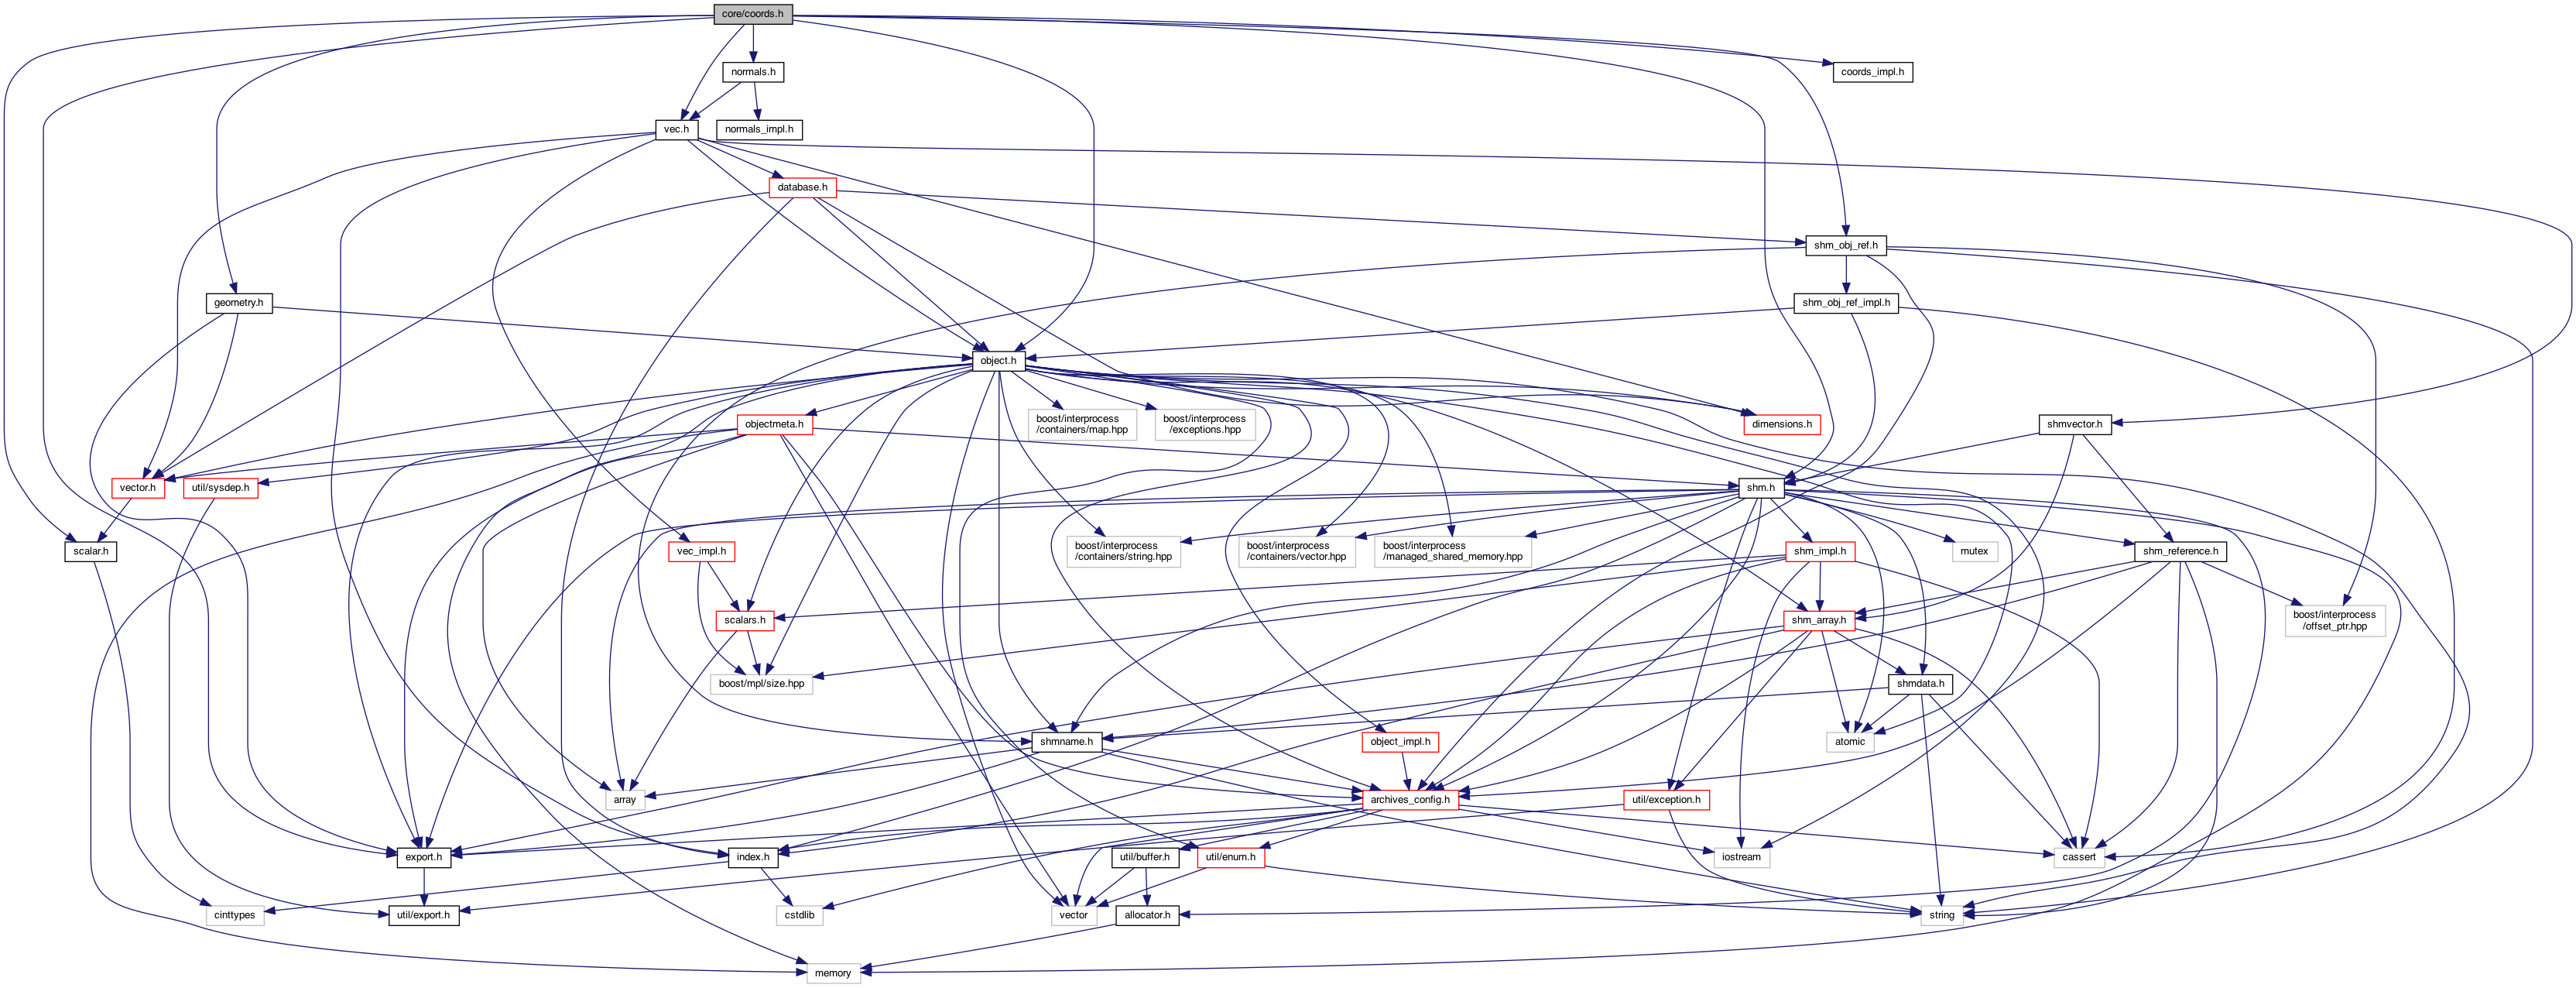 core/coords.h
normals.h
coords_impl.h
vec.h
normals_impl.h
database.h
shm_obj_ref.h
geometry.h
shm_obj_ref_impl.h
object.h
objectmeta.h
boost/interprocess
/containers/map.hpp
boost/interprocess
/exceptions.hpp
dimensions.h
shmvector.h
vector.h
util/sysdep.h
shm.h
scalar.h
vec_impl.h
boost/interprocess
/containers/string.hpp
boost/interprocess
/containers/vector.hpp
boost/interprocess
/managed_shared_memory.hpp
shm_impl.h
mutex
shm_reference.h
scalars.h
shm_array.h
boost/interprocess
/offset_ptr.hpp
boost/mpl/size.hpp
shmdata.h
shmname.h
object_impl.h
atomic
array
archives_config.h
util/exception.h
export.h
index.h
util/buffer.h
util/enum.h
iostream
cassert
cinttypes
util/export.h
cstdlib
vector
allocator.h
string
memory